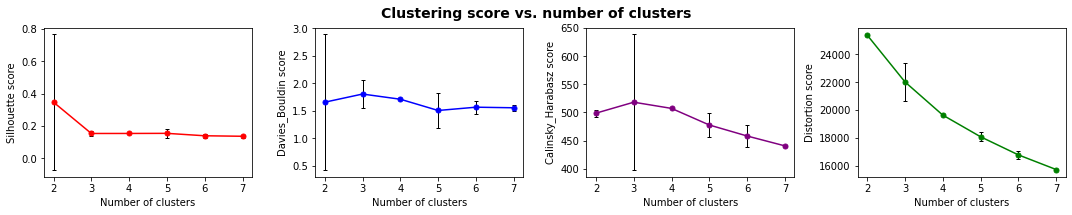 Clustering score vs. number of clusters
Silhouette score
0.8
0.6
0.4
0.2
0.0
2 3 4 5 6 7
Number of clusters
Davies_Bouldin score
3.0
2.5
2.0
1.5
1.0
0.5
2 3 4 5 6 7
Number of clusters
Calinsky_Harabasz score
650
600
550
500
450
400
2 3 4 5 6 7
Number of clusters
Distortion score
24000
22000
20000
18000
16000
2 3 4 5 6 7
Number of clusters